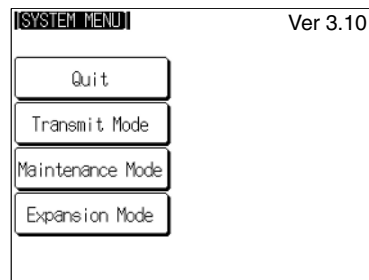 [SYSTEM MENU]
Ver 3.10
Quit
Transmit Mode
Maintenance Mode
Expansion Mode